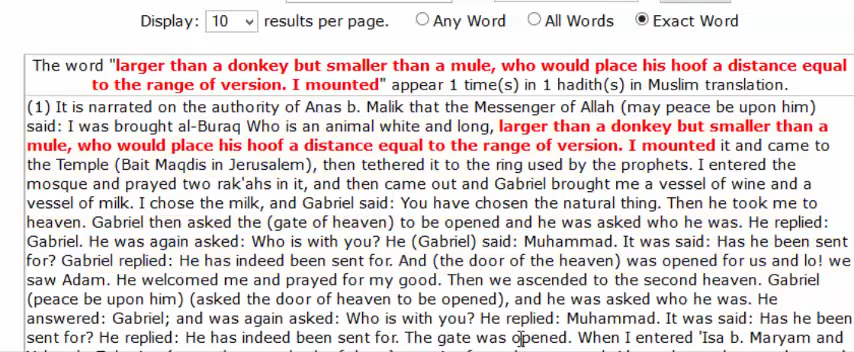 Display: 10 results per page. Any Word All Words Exact Word
The word "larger than a donkey but smaller than a mule, who would place his hoof a distance equal
to the range of version. I mounted" appear 1 time(s) in 1 hadith(s) in Muslim translation.
(1) It is narrated on the authority of Anas b. Malik that the Messenger of Allah (may peace be upon him)
said: I was brought al-Buraq Who is an animal white and long, larger than a donkey but smaller than a
mule, who would place his hoof a distance equal to the range of version. I mounted it and came to
the Temple (Bait Maqdis in Jerusalem), then tethered it to the ring used by the prophets. I entered the
mosque and prayed two rak'ahs in it, and then came out and Gabriel brought me a vessel of wine and a
vessel of milk. I chose the milk, and Gabriel said: You have chosen the natural thing. Then he took me to
heaven. Gabriel then asked the (gate of heaven) to be opened and he was asked who he was. He replied:
Gabriel. He was again asked: Who is with you? He (Gabriel) said: Muhammad. It was said: Has he been sent
for? Gabriel replied: He has indeed been sent for. And (the door of the heaven) was opened for us and lo! we
saw Adam. He welcomed me and prayed for my good. Then we ascended to the second heaven. Gabriel
(peace be upon him) (asked the door of heaven to be opened), and he was asked who he was. He
answered: Gabriel; and was again asked: Who is with you? He replied: Muhammad. It was said: Has he been
sent for? He replied: He has indeed been sent for. The gate was opened. When I entered 'Isa b. Maryam and